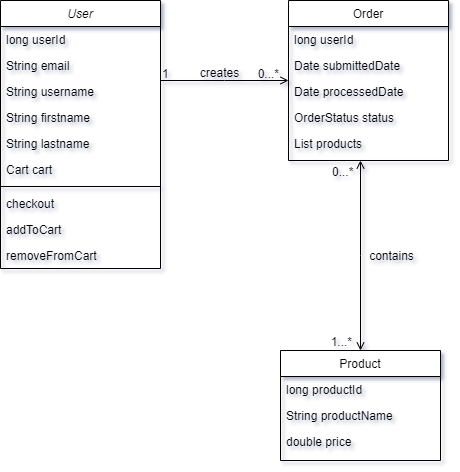 User
long userId
String email
String username
String firstname
String lastname
Cart cart
checkout
addToCart
removeFromCart
1
creates
0...*
Order
long userId
Date submittedDate
Date processedDate
OrderStatus status
List products
0...*
contains
1...*
Product
long productId
String productName
double price